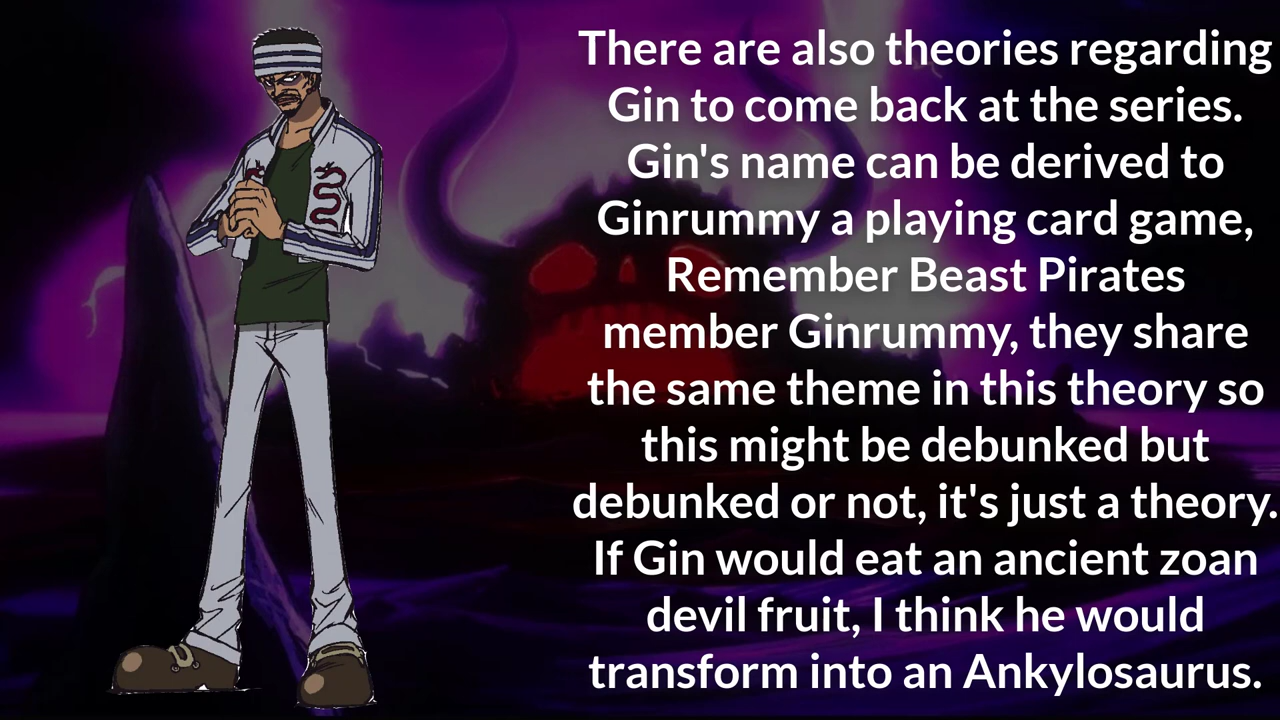 There are also theories regarding
Gin to come back at the series.
Gin's name can be derived to
Ginrummy a playing card game,
Remember Beast Pirates
member Ginrummy, they share
the same theme in this theory so
this might be debunked but
debunked or not, it's just a theory.
If Gin would eat an ancient zoan
devil fruit, I think he would
transform into an Ankylosaurus.